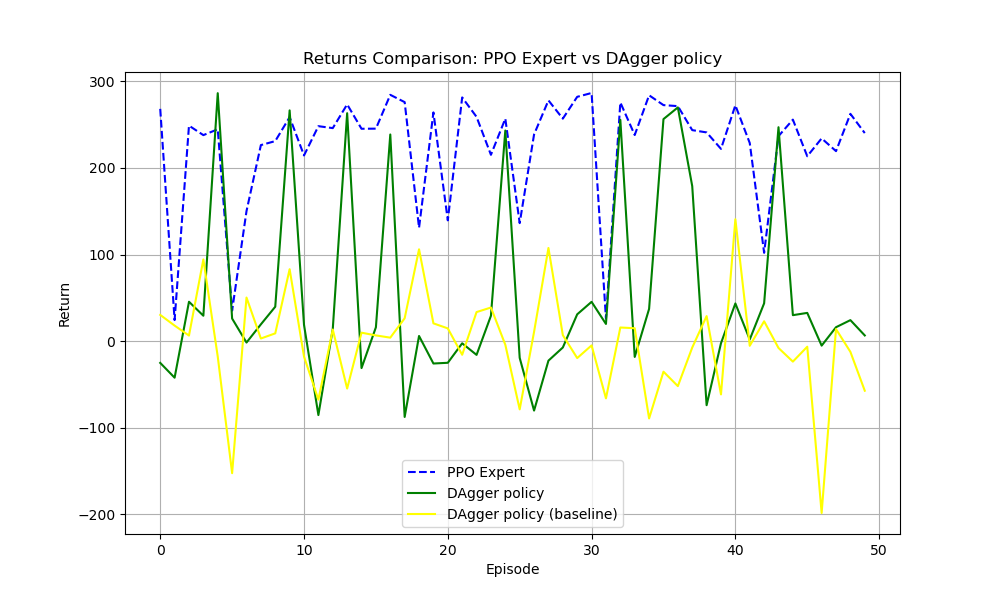 Returns Comparison: PPO Expert vs DAgger policy
300
200
100
0
−100
−200
Return
PPO Expert
DAgger policy
DAgger policy (baseline)
0 10 20 30 40 50
Episode